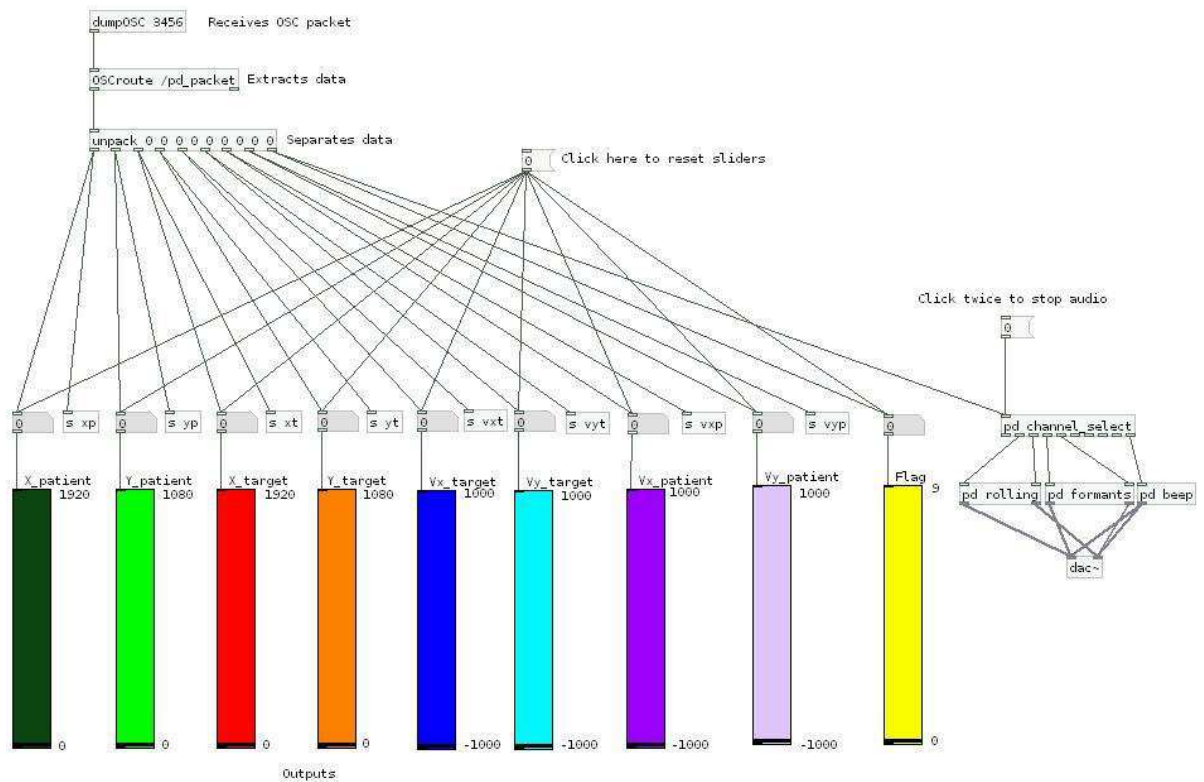 dumpOSC 3456 Receives OSC packet
OSCroute /pd_packet Extracts data
unpack 0 0 0 0 0 0 0 0 0 Separates data
0 Click here to reset sliders
Click twice to stop audio
0
0 s xp 0 s yp 0 s xt 0 s yt 0 s vxt 0 s vyt 0 s vxp 0 s vyp 0 pd channel_select
X_patient Y_patient X_target Y_target Vx_target Vy_target Vx_patient Vy_patient Flag
1920 1080 1920 1080 1000 1000 1000 1000 9
pd rolling pd formants pd beep
dac~
0 0 0 0 -1000 -1000 -1000 -1000 0
Outputs